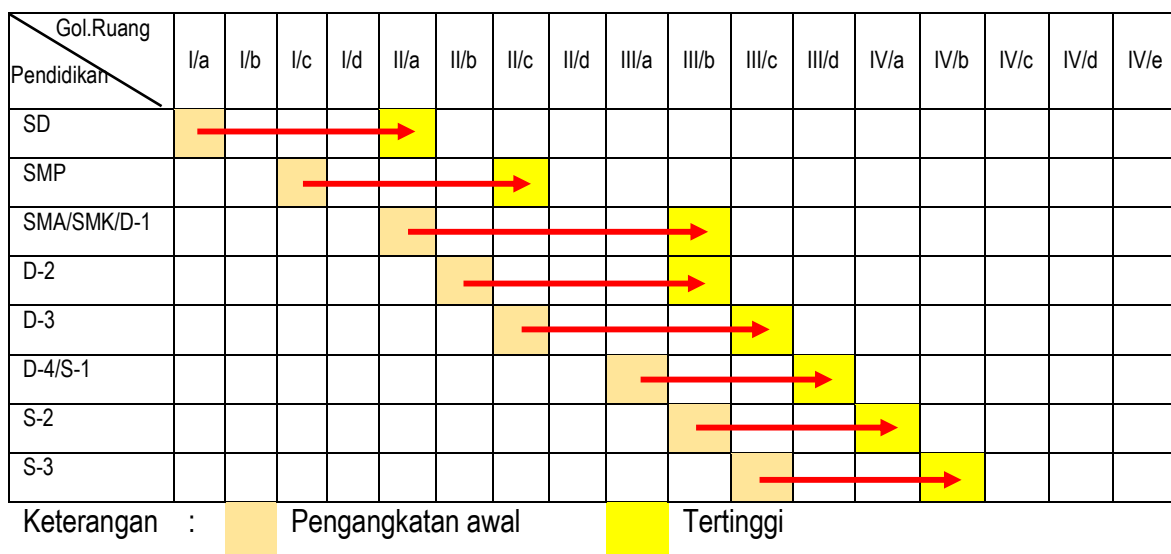 Gol.Ruang
Pendidikan
I/a I/b I/c I/d II/a II/b II/c II/d III/a III/b III/c III/d IV/a IV/b IV/c IV/d IV/e
SD
SMP
SMA/SMK/D-1
D-2
D-3
D-4/S-1
S-2
S-3
Keterangan : Pengangkatan awal Tertinggi